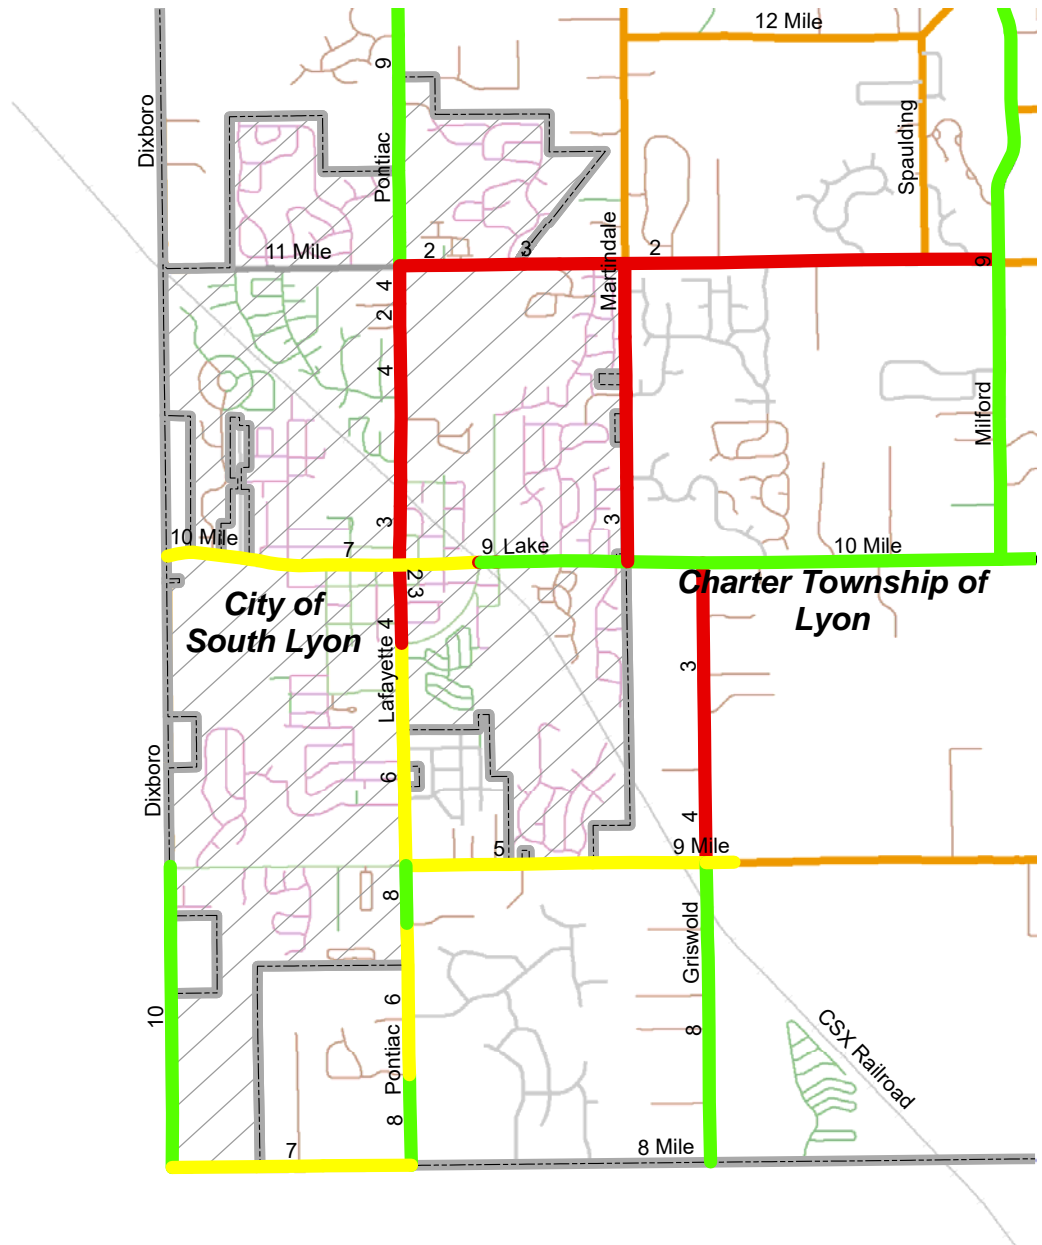 12 Mile
9
Dixboro
Pontiac
Spaulding
11 Mile
2
3
Martindale
2
9
4
2
4
Milford
3
3
10 Mile
7
9 Lake
10 Mile
2
3
City of
South Lyon
Charter Township of
Lyon
Lafayette 4
3
Dixboro
6
4
5
9 Mile
8
Griswold
10
6
8
CSX Railroad
Pontiac
8
7
8 Mile